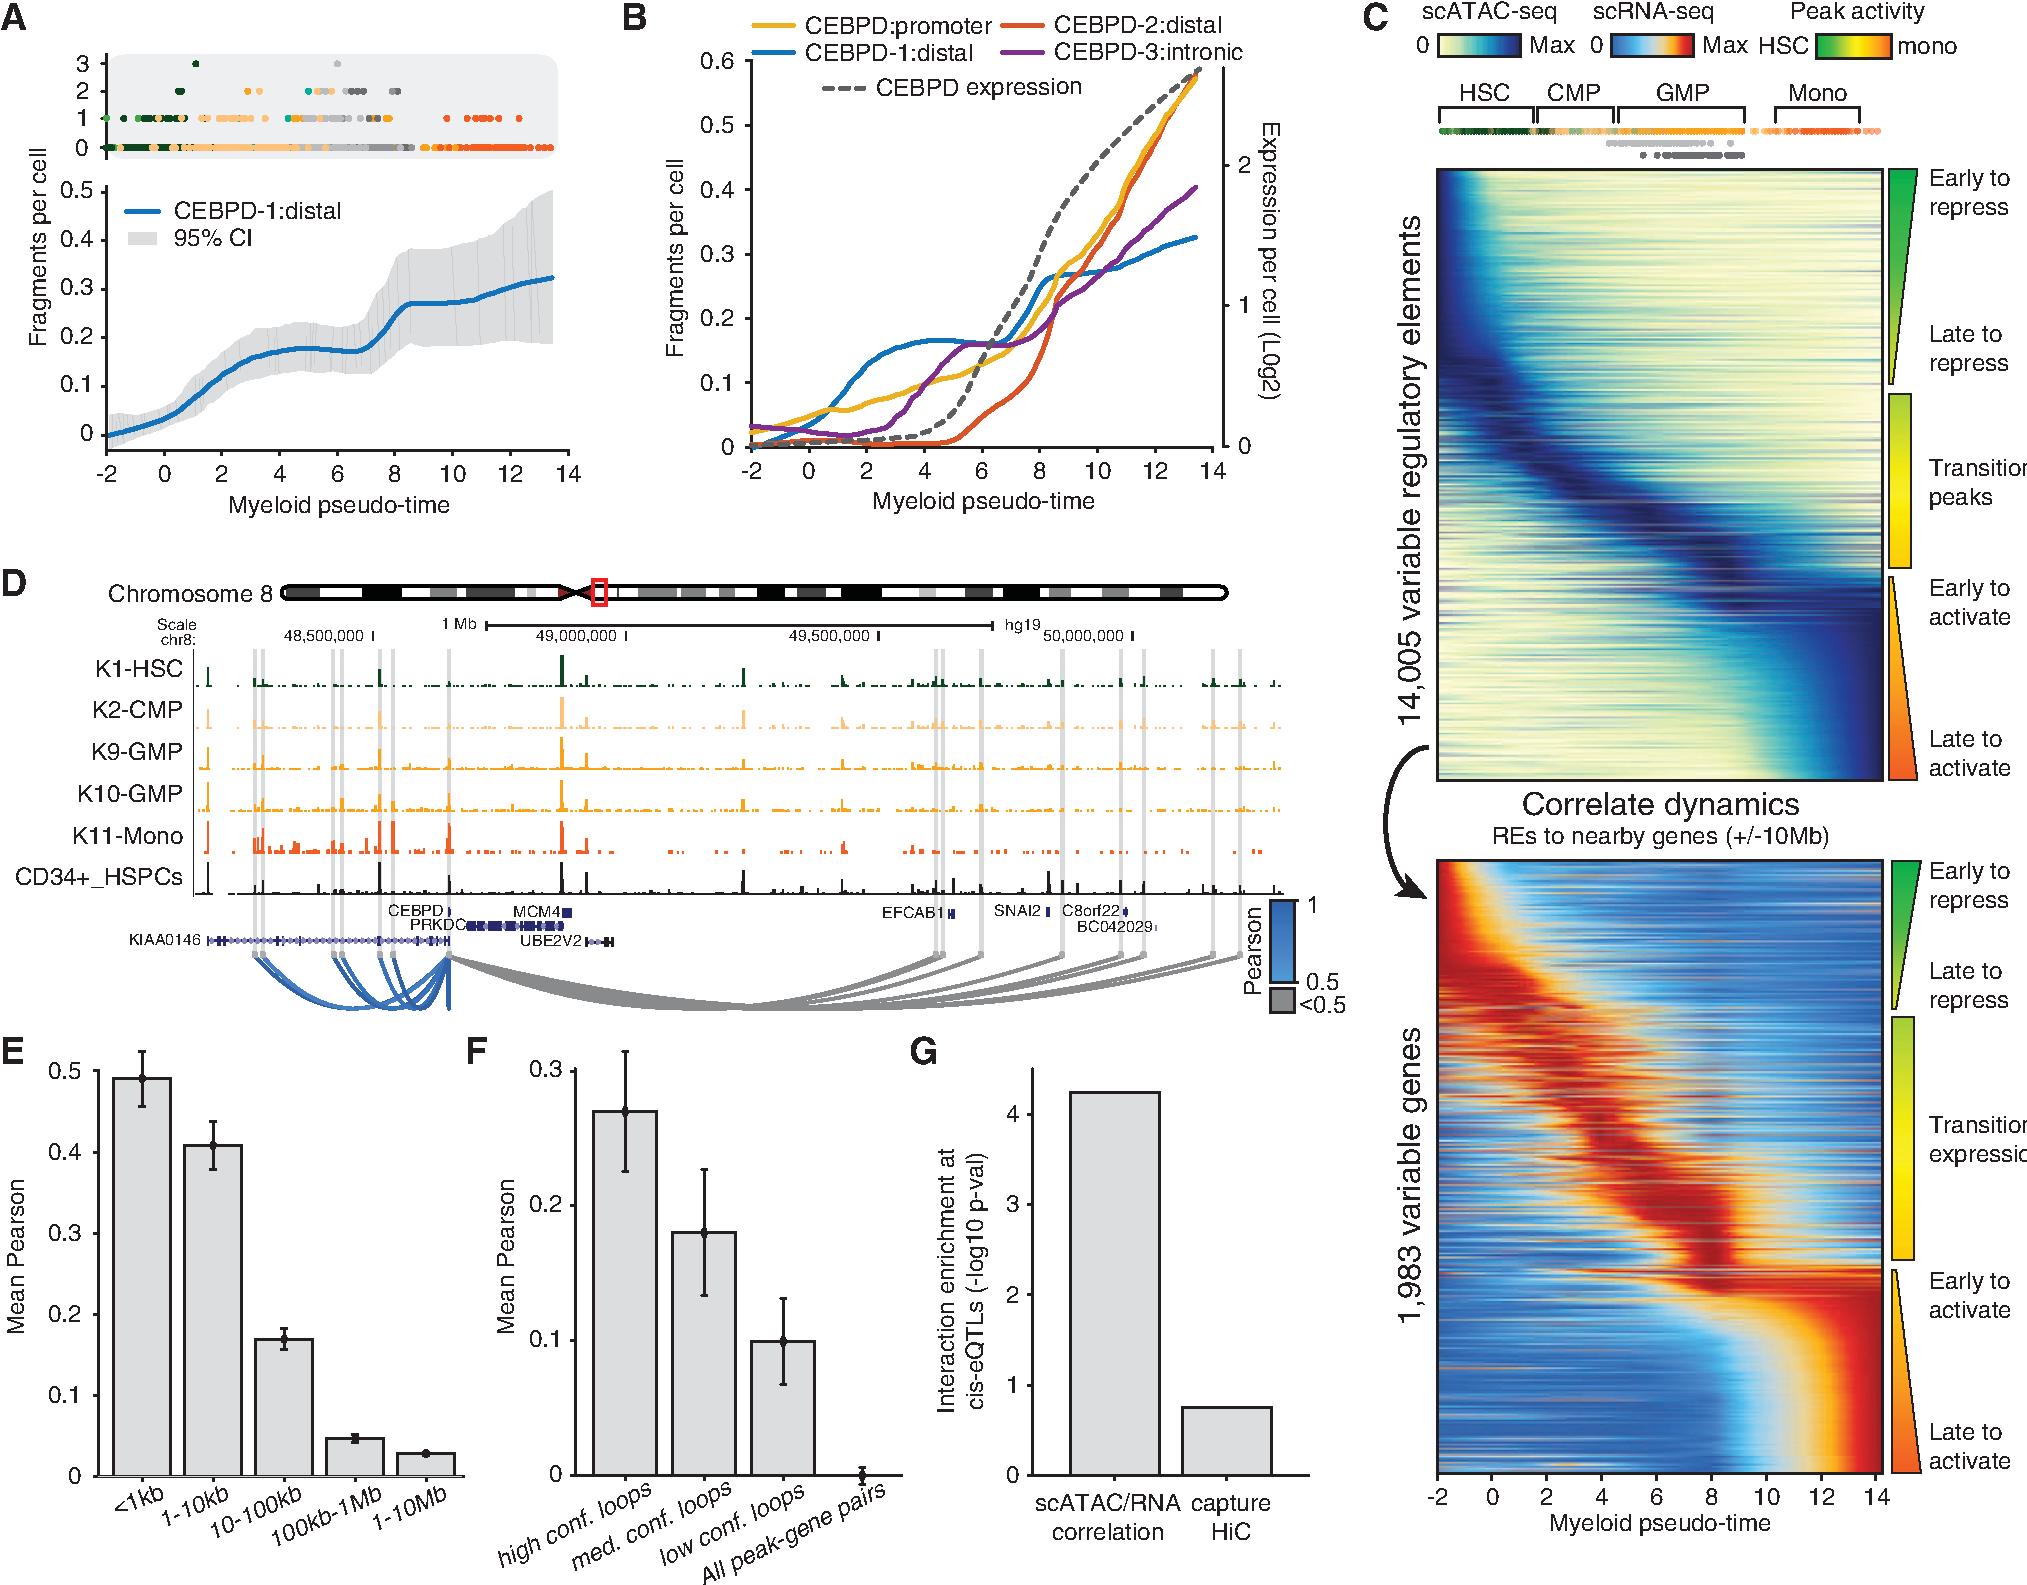 A
3
2
1
0
Fragments per cell
0.5
0.4
0.3
0.2
0.1
0
CEBPD-1:distal
95% CI
-2 0 2 4 6 8 10 12 14
Myeloid pseudo-time
B
CEBPD:promoter
CEBPD-2:distal
CEBPD-1:distal
CEBPD-3:intronic
CEBPD expression
Fragments per cell
0.6
0.5
0.4
0.3
0.2
0.1
0
Expression per cell (L0g2)
2
1
0
-2 0 2 4 6 8 10 12 14
Myeloid pseudo-time
C
scATAC-seq scRNA-seq Peak activity
0 Max 0 Max HSC mono
HSC CMP GMP Mono
14,005 variable regulatory elements
Early to
repress
Late to
repress
Transition
peaks
Early to
activate
Late to
activate
Correlate dynamics
REs to nearby genes (+/-10Mb)
1,983 variable genes
Early to
repress
Late to
repress
Transition
expressio
Early to
activate
Late to
activate
-2 0 2 4 6 8 10 12 14
Myeloid pseudo-time
D
Chromosome 8
Scale
chr8:
1 Mb
hg19
48,500,000 49,000,000 49,500,000 50,000,000
K1-HSC
K2-CMP
K9-GMP
K10-GMP
K11-Mono
CD34+_HSPCs
CEBPD MCM4 EFCAB1 SNAI2 C8orf22
PRKDC BC042029
KIAA0146 UBE2V2
Pearson
1
0.5
<0.5
E
Mean Pearson
0.5
0.4
0.3
0.2
0.1
0
<1kb
1-10kb
10-100kb
100kb-1Mb
1-10Mb
F
Mean Pearson
0.3
0.2
0.1
0
high conf. loops
med. conf. loops
low conf. loops
All peak-gene pairs
G
Interaction enrichment at
cis-eQTLs (-log10 p-val)
4
3
2
1
0
scATAC/RNA
correlation
capture
HiC